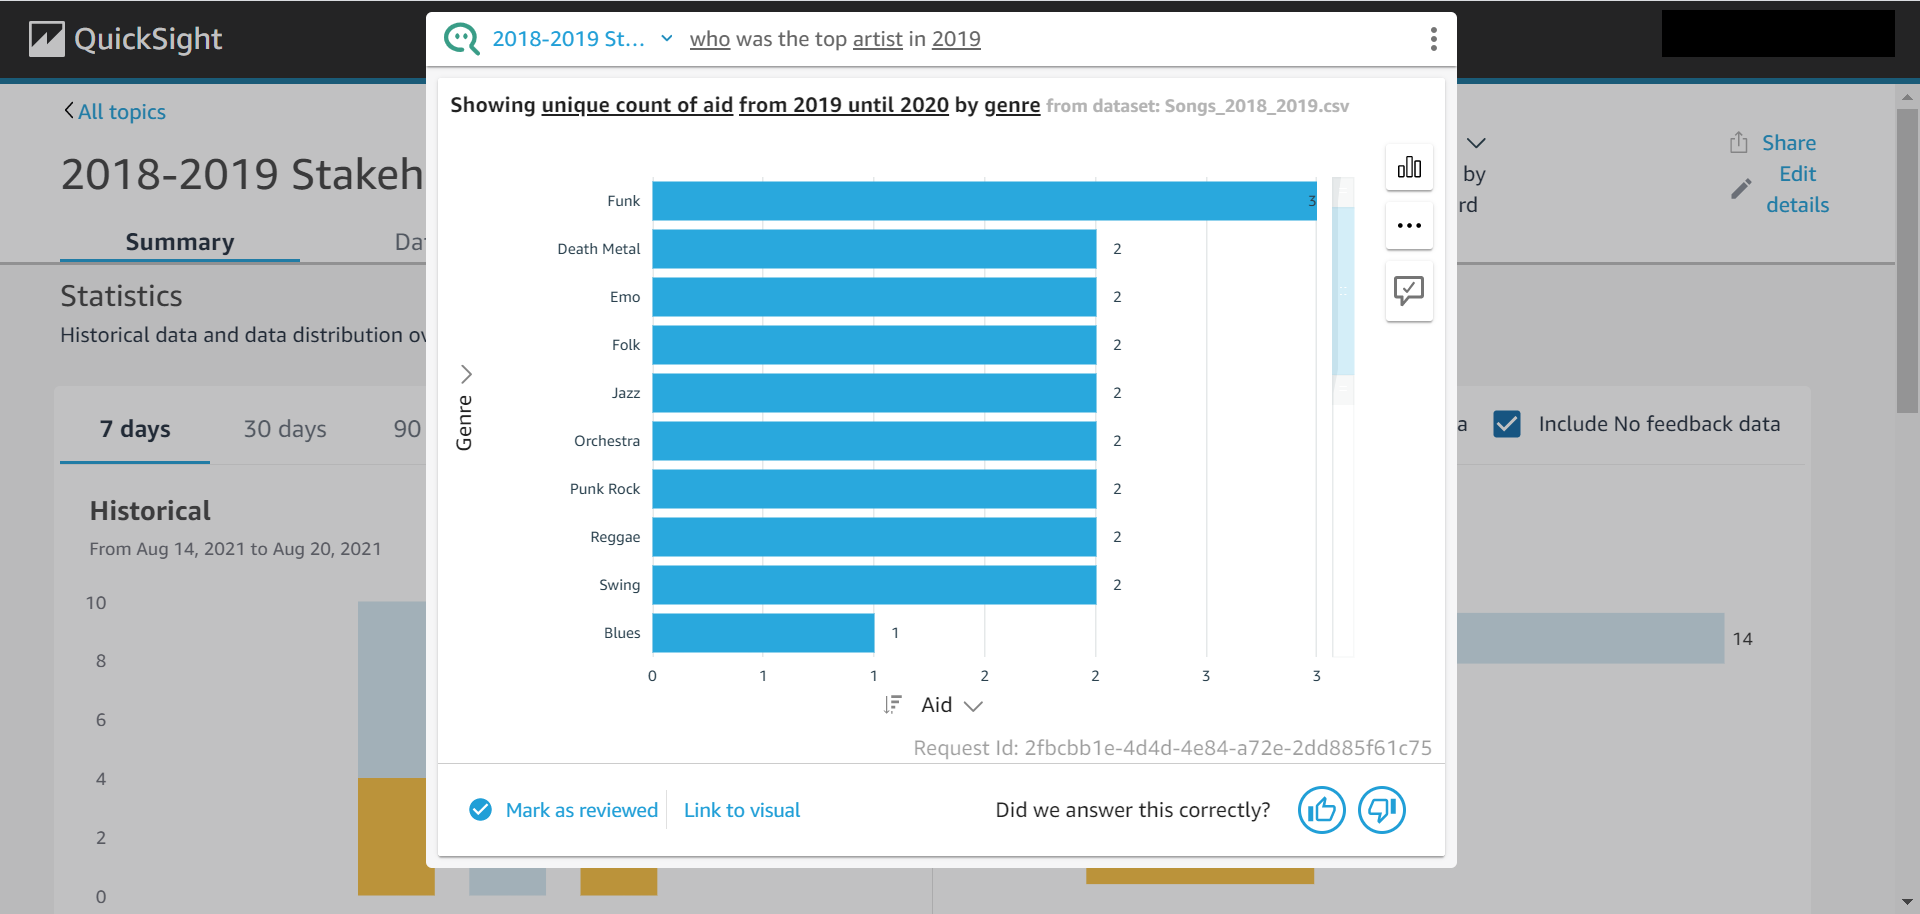 QuickSight
2018-2019 St...
who was the top artist in 2019
All topics
2018-2019 Stakeh
by
rd
Share
Edit
details
Summary
Da
Statistics
Historical data and data distribution ov
7 days
30 days
90
a
Include No feedback data
Historical
From Aug 14, 2021 to Aug 20, 2021
10
8
6
4
2
0
14
Showing unique count of aid from 2019 until 2020 by genre from dataset: Songs_2018_2019.csv
Genre
Funk 3
Death Metal 2
Emo 2
Folk 2
Jazz 2
Orchestra 2
Punk Rock 2
Reggae 2
Swing 2
Blues 1
0 1 1 2 2 3 3
Aid
Request Id: 2fbcbb1e-4d4d-4e84-a72e-2dd885f61c75
Mark as reviewed
Link to visual
Did we answer this correctly?